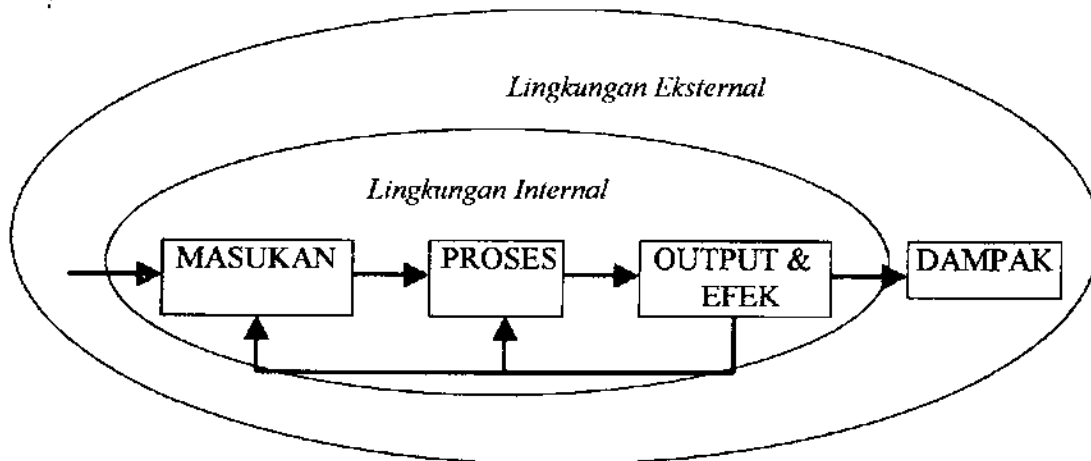 Lingkungan Eksternal
Lingkungan Internal
MASUKAN
PROSES
OUTPUT &
EFEK
DAMPAK